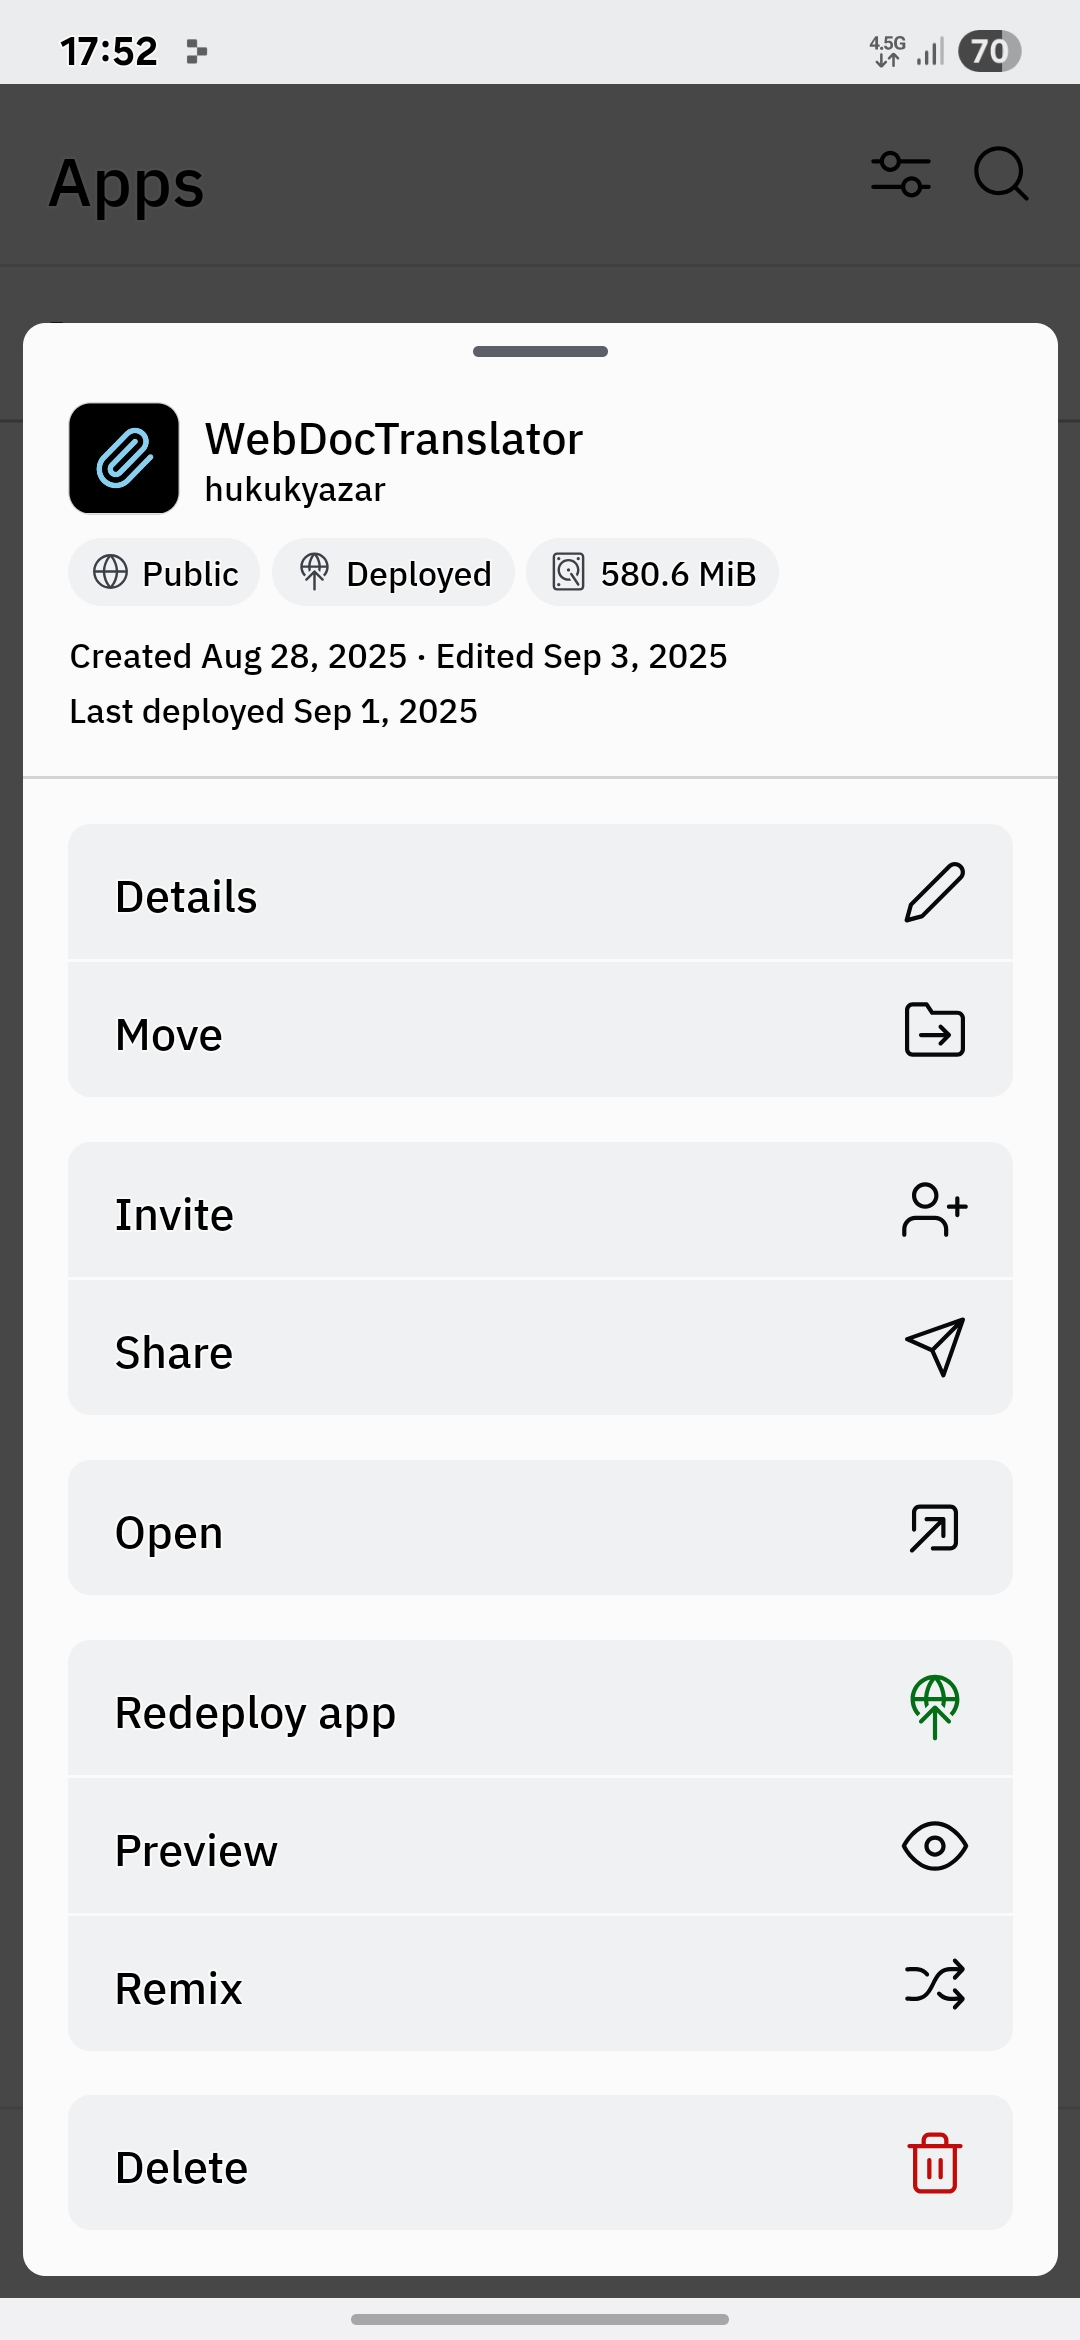 17:52
4.5G
70
Apps
WebDocTranslator
hukukyazar
Public
Deployed
580.6 MiB
Created Aug 28, 2025 · Edited Sep 3, 2025
Last deployed Sep 1, 2025
Details
Move
Invite
Share
Open
Redeploy app
Preview
Remix
Delete